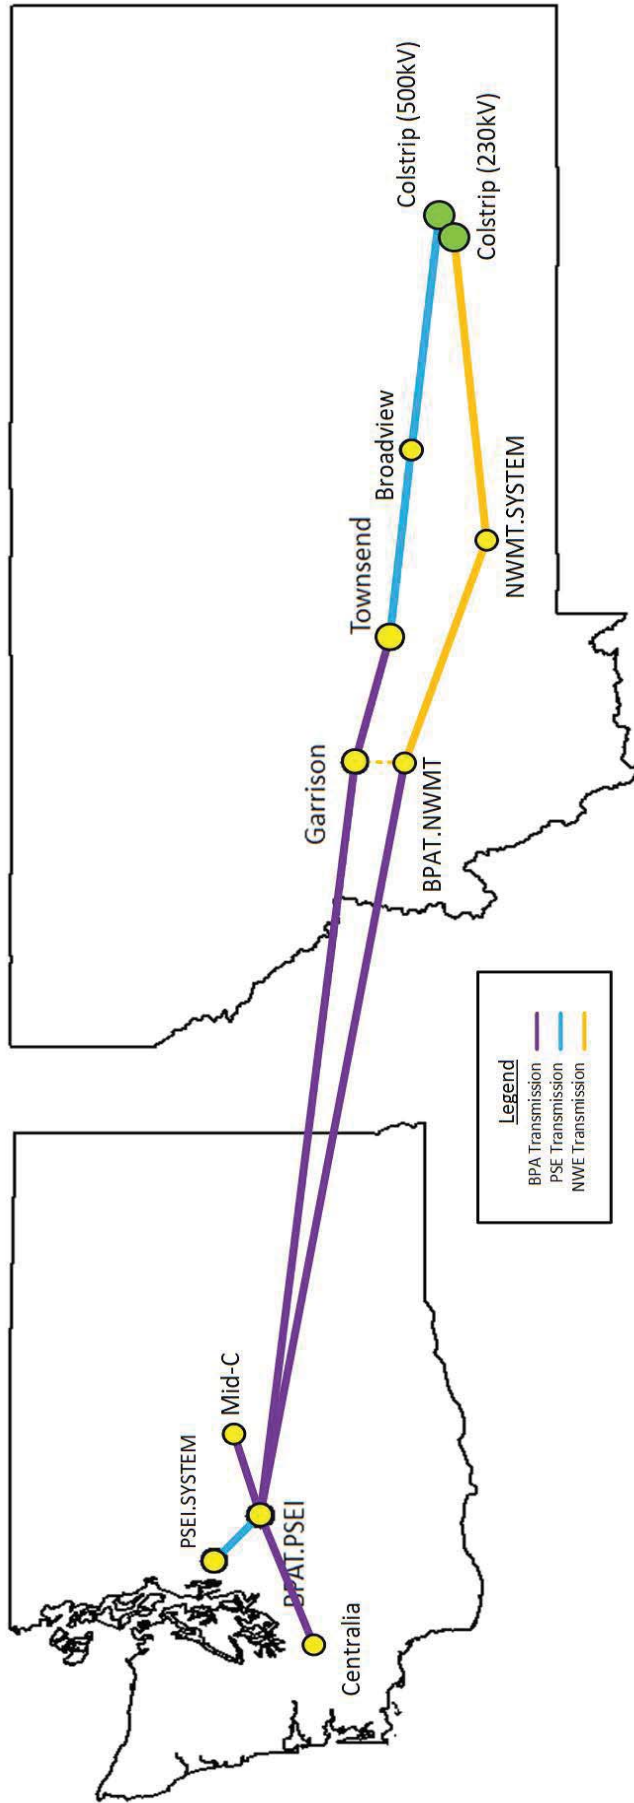 PSEI.SYSTEM
Mid-C
BPAT.PSEI
Centralia
Garrison
Townsend
Broadview
Colstrip (500kV)
Colstrip (230kV)
BPAT.NWMT
NWMT.SYSTEM
Legend
BPA Transmission
PSE Transmission
NWE Transmission